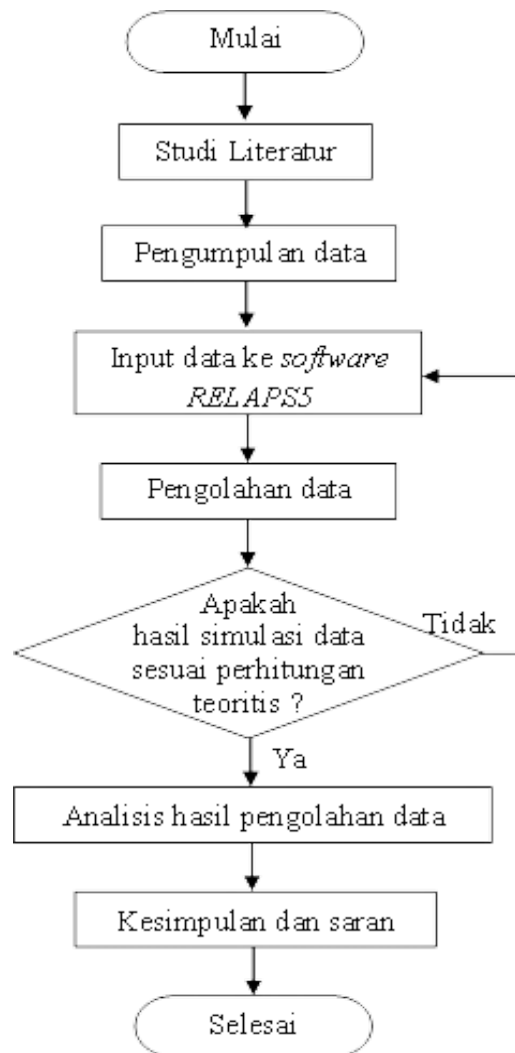 Mulai
Studi Literatur
Pengumpulan data
Input data ke software
RELAPS5
Pengolahan data
Apakah
hasil simulasi data
sesuai perhitungan
teoritis ?
Tidak
Ya
Analisis hasil pengolahan data
Kesimpulan dan saran
Selesai